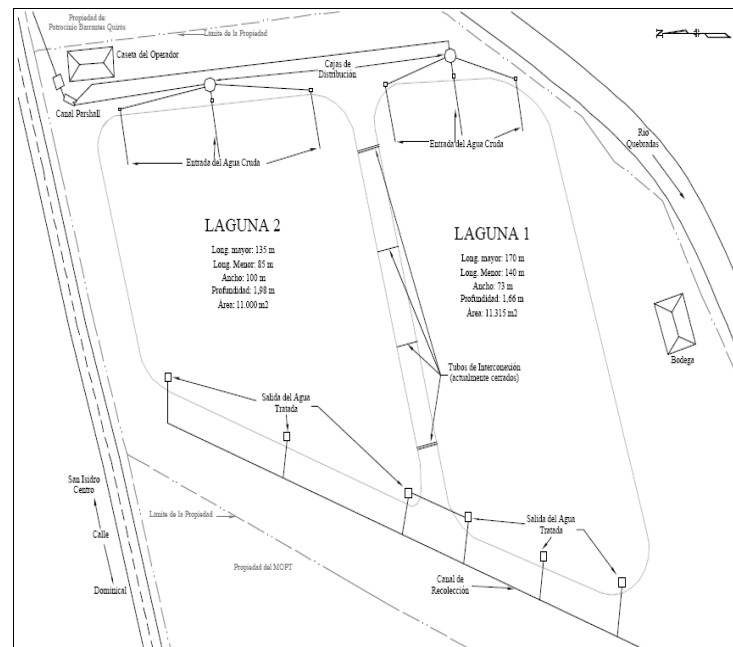 Propiedad de:
Patrocinio Barrantes Quiros
Límite de la Propiedad
Caseta del Operador
Cajas de
Distribución
Canal Parshall
Entrada del Agua Cruda
Entrada del Agua Cruda
Rio
Quebradas
N
LAGUNA 2
Long. mayor: 135 m
Long. Menor: 85 m
Ancho: 100 m
Profundidad: 1,98 m
Área: 11.000 m2
LAGUNA 1
Long. mayor: 170 m
Long. Menor: 140 m
Ancho: 73 m
Profundidad: 1,66 m
Área: 11.315 m2
Bodega
Tubos de Interconexión
(actualmente cerrados)
Salida del Agua
Tratada
San Isidro
Centro
Calle
Dominical
Límite de la Propiedad
Propiedad del MOPT
Salida del Agua
Tratada
Canal de
Recolección